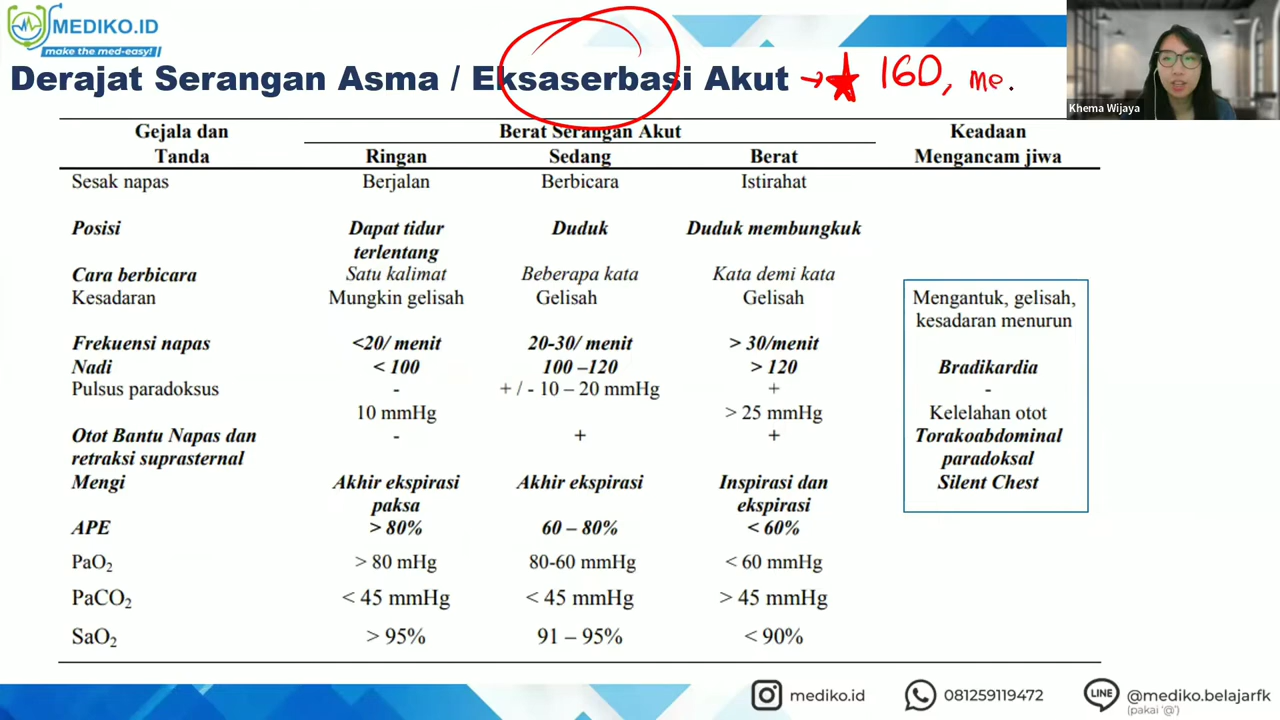 MEDIKO.ID
make the med-easy!
Derajat Serangan Asma / Eksaserbasi Akut → ★ 160, me.
Khema Wijaya
Gejala dan Tanda
Berat Serangan Akut
Keadaan Mengancam jiwa
Ringan Sedang Berat
Sesak napas Berjalan Berbicara Istirahat
Posisi Dapat tidur terlentang Duduk Duduk membungkuk
Cara berbicara Satu kalimat Beberapa kata Kata demi kata
Kesadaran Mungkin gelisah Gelisah Gelisah Mengantuk, gelisah, kesadaran menurun
Frekuensi napas <20/ menit 20-30/ menit > 30/menit
Nadi < 100 100 –120 > 120 Bradikardia
Pulsus paradoksus - + / - 10 – 20 mmHg + -
10 mmHg > 25 mmHg Kelelahan otot
Otot Bantu Napas dan retraksi suprasternal - + + Torakoabdominal paradoksal
Mengi Akhir ekspirasi paksa Akhir ekspirasi Inspirasi dan ekspirasi Silent Chest
APE > 80% 60 – 80% < 60%
PaO₂ > 80 mHg 80-60 mmHg < 60 mmHg
PaCO₂ < 45 mmHg < 45 mmHg > 45 mmHg
SaO₂ > 95% 91 – 95% < 90%
mediko.id 081259119472 LINE @mediko.belajarfk
(pakai '@')